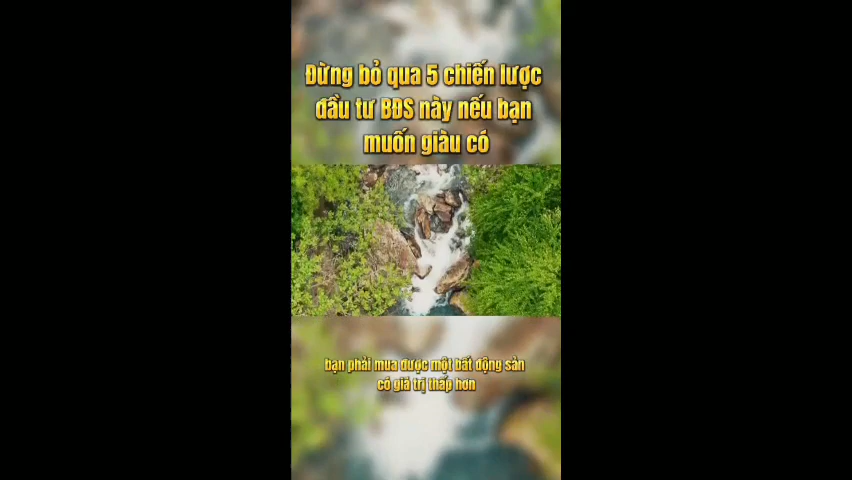 Đừng bỏ qua 5 chiến lược
đầu tư BĐS này nếu bạn
muốn giàu có
bạn phải mua được một bất động sản
có giá trị thấp hơn